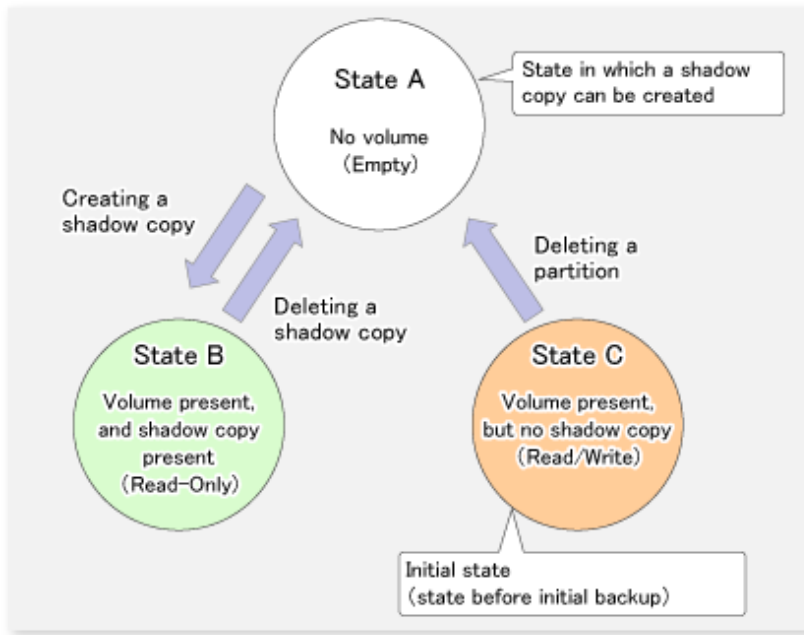 State A
No volume
(Empty)
State in which a shadow
copy can be created
Creating a
shadow copy
Deleting a
shadow copy
Deleting a
partition
State B
Volume present,
and shadow copy
present
(Read-Only)
State C
Volume present,
but no shadow copy
(Read/Write)
Initial state
(state before initial backup)